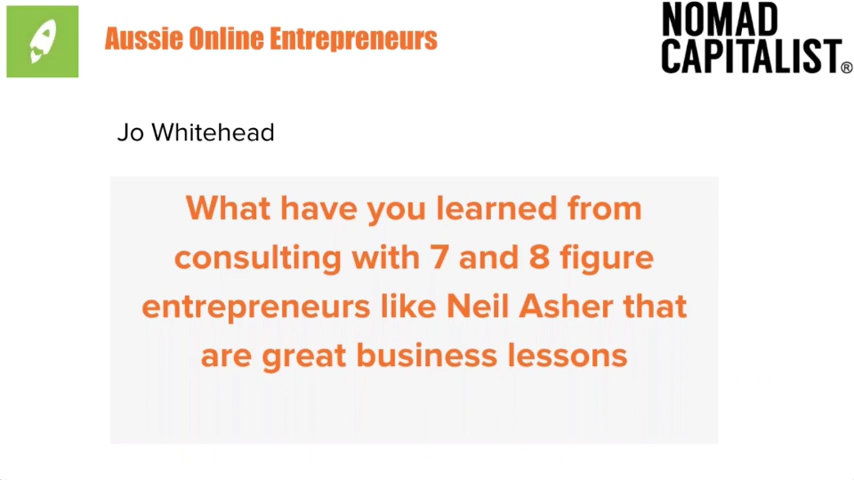 Aussie Online Entrepreneurs
NOMAD
CAPITALIST®
Jo Whitehead
What have you learned from
consulting with 7 and 8 figure
entrepreneurs like Neil Asher that
are great business lessons